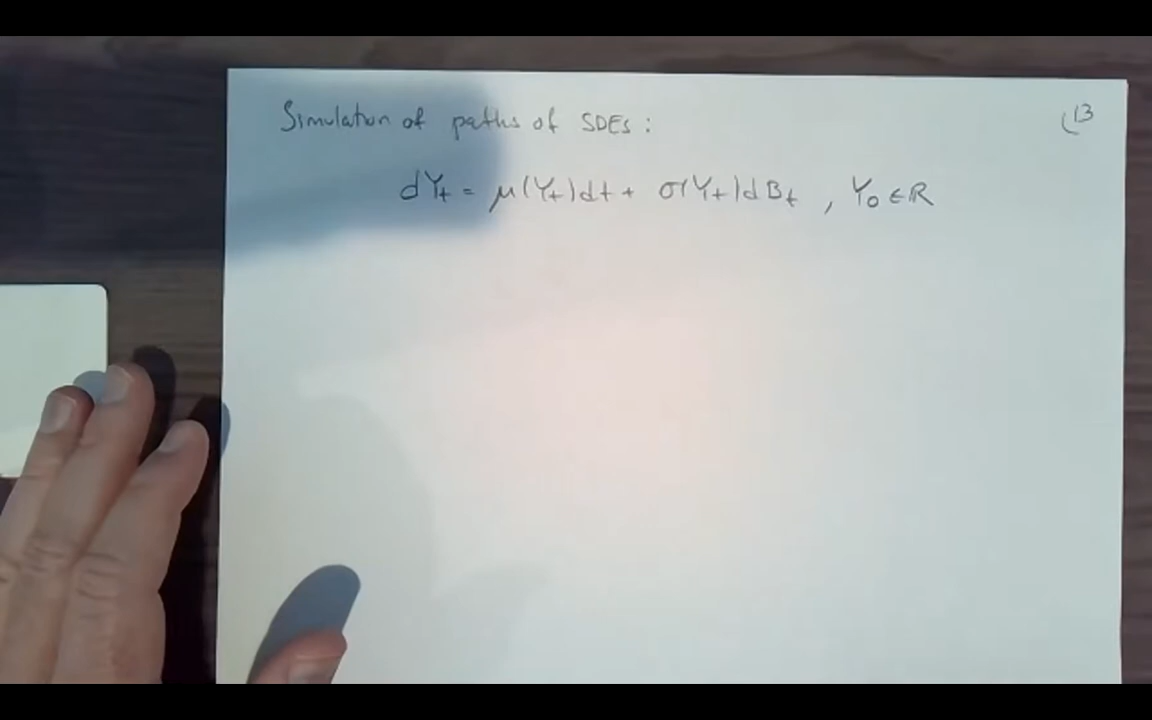 Simulation of paths of SDEs :
13
dYt = μ(Yt)dt + σ(Yt)dBt , Y0 ∈ ℝ